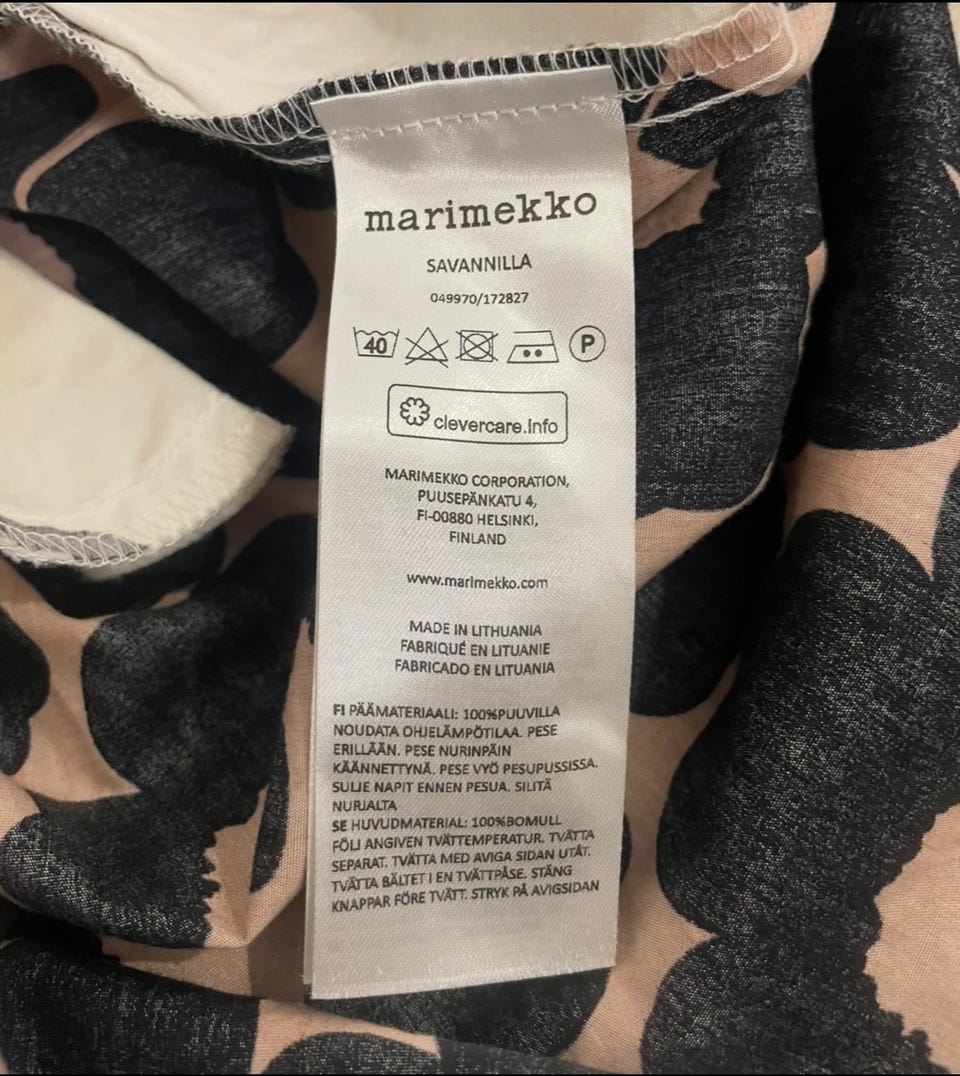 marimekko
SAVANNILLA
049970/172827
40 P
clevercare.info
MARIMEKKO CORPORATION,
PUUSEPÄNKATU 4,
FI-00880 HELSINKI,
FINLAND
www.marimekko.com
MADE IN LITHUANIA
FABRIQUÉ EN LITUANIE
FABRICADO EN LITUANIA
FI PÄÄMATERIAALI: 100%PUUVILLA
NOUDATA OHJELÄMPÖTILAA. PESE
ERILLÄÄN. PESE NURINPÄIN
KÄÄNNETTYNÄ. PESE VYÖ PESUPUSSISSA.
SULJE NAPIT ENNEN PESUA. SILITÄ
NURJALTA
SE HUVUDMATERIAL: 100%BOMULL
FÖLJ ANGIVEN TVÄTTEMPERATUR. TVÄTTA
SEPARAT. TVÄTTA MED AVIGA SIDAN UTÅT.
TVÄTTA BÄLTET I EN TVÄTTPÅSE. STÄNG
KNAPPAR FÖRE TVÄTT. STRYK PÅ AVIGSIDAN